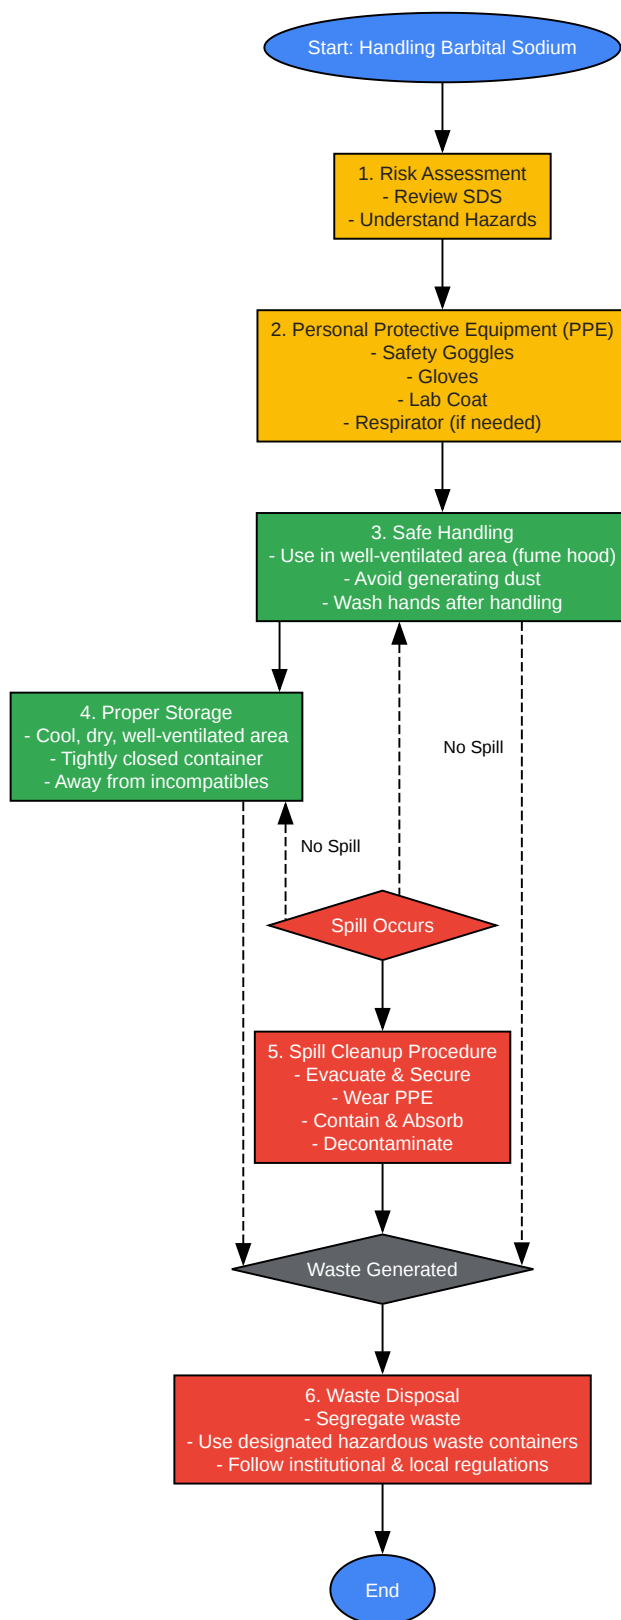 Start: Handling Barbital Sodium
1. Risk Assessment
- Review SDS
- Understand Hazards
2. Personal Protective Equipment (PPE)
- Safety Goggles
- Gloves
- Lab Coat
- Respirator (if needed)
3. Safe Handling
- Use in well-ventilated area (fume hood)
- Avoid generating dust
- Wash hands after handling
4. Proper Storage
- Cool, dry, well-ventilated area
- Tightly closed container
- Away from incompatibles
No Spill
No Spill
Spill Occurs
5. Spill Cleanup Procedure
- Evacuate & Secure
- Wear PPE
- Contain & Absorb
- Decontaminate
Waste Generated
6. Waste Disposal
- Segregate waste
- Use designated hazardous waste containers
- Follow institutional & local regulations
End